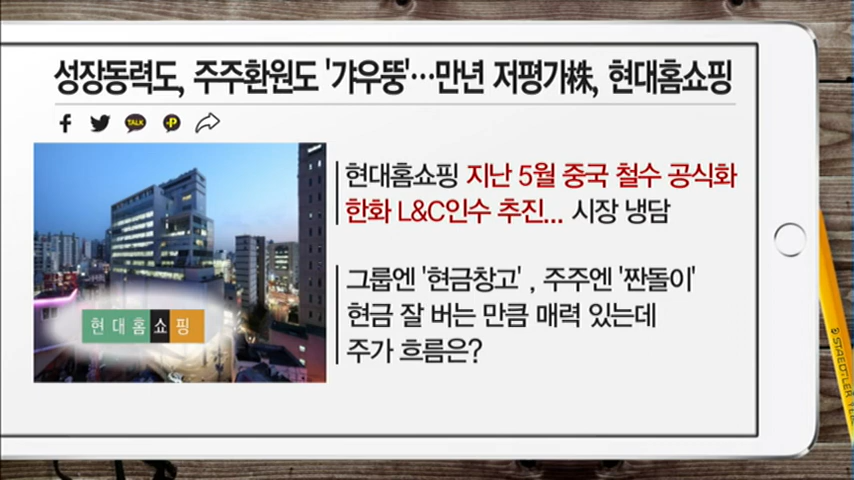 성장동력도, 주주환원도 '갸우뚱'…만년 저평가株, 현대홈쇼핑
TALK
P
현대홈쇼핑 지난 5월 중국 철수 공식화
한화 L&C인수 추진... 시장 냉담
그룹엔 '현금창고' , 주주엔 '짠돌이'
현금 잘 버는 만큼 매력 있는데
주가 흐름은?
현대홈쇼핑
STAEDTLER